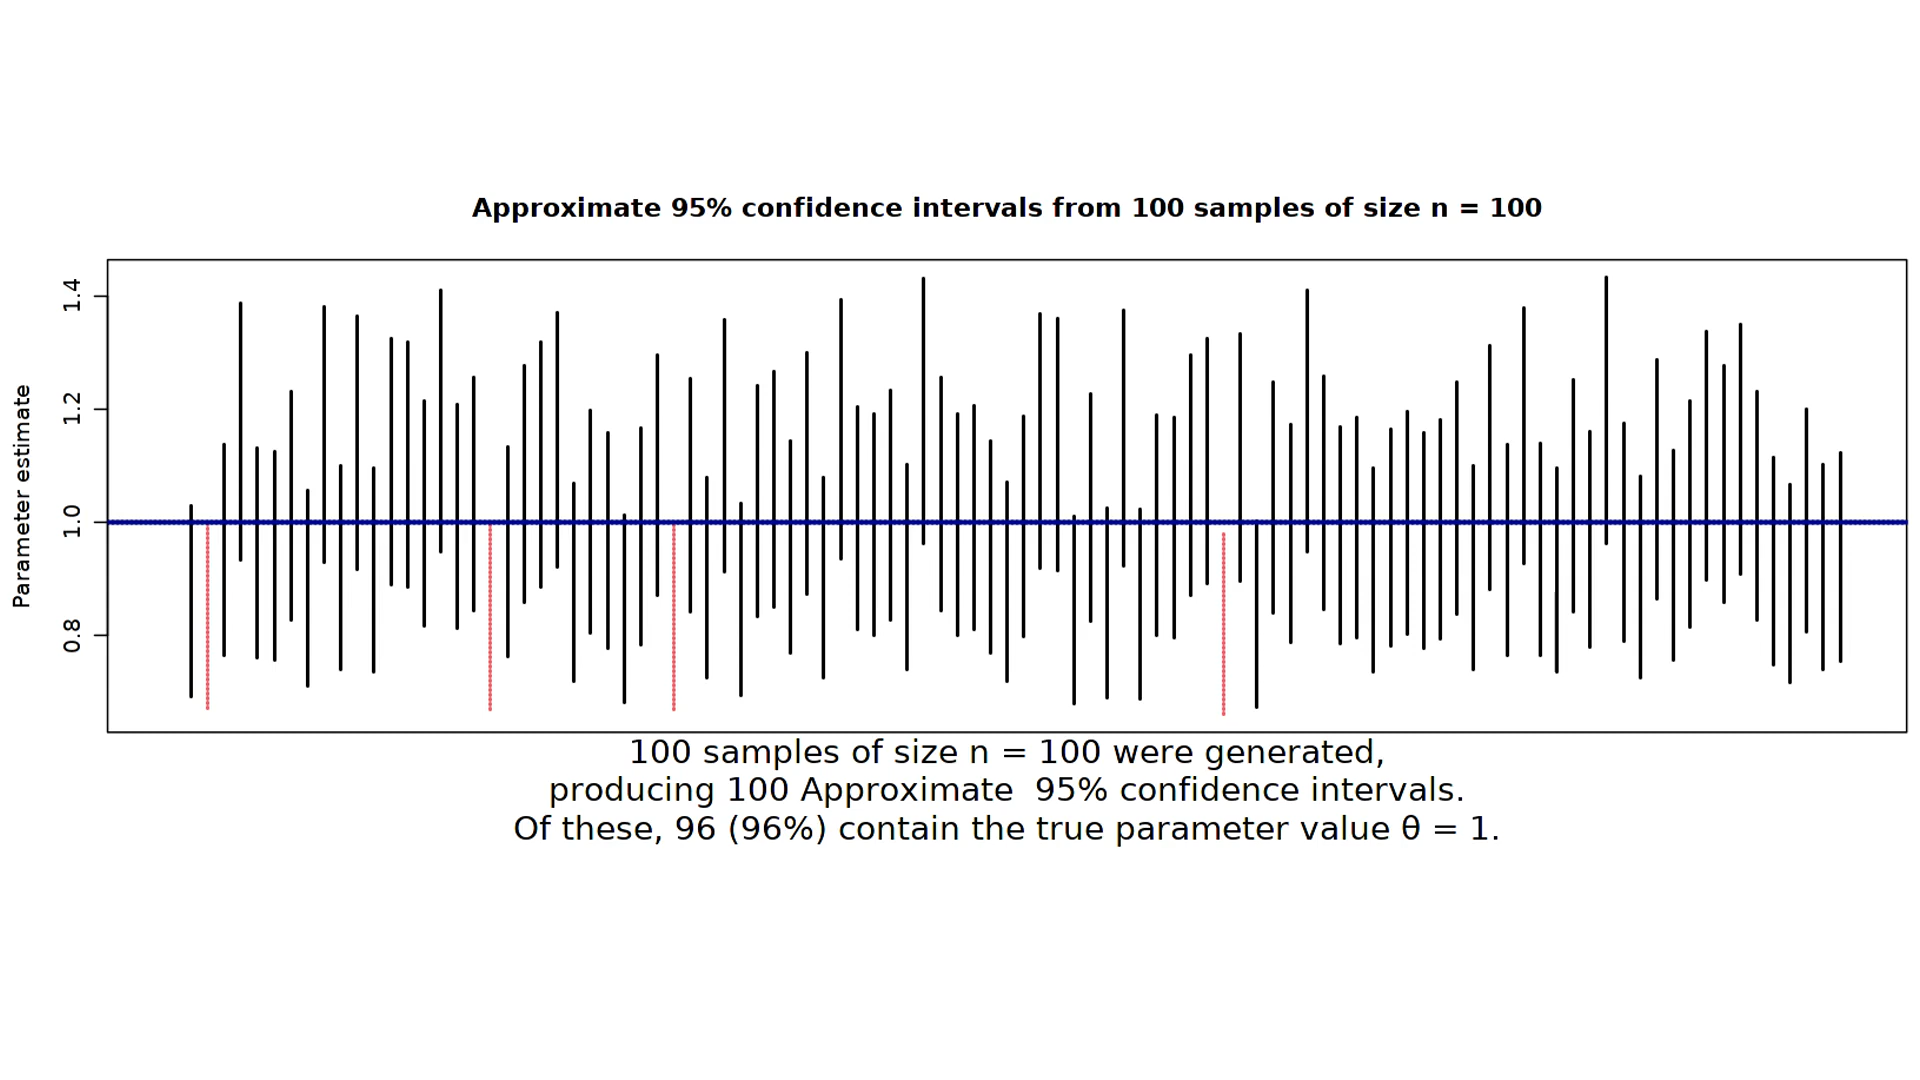 Approximate 95% confidence intervals from 100 samples of size n = 100
Parameter estimate
1.4
1.2
1.0
0.8
100 samples of size n = 100 were generated,
producing 100 Approximate  95% confidence intervals.
Of these, 96 (96%) contain the true parameter value θ = 1.